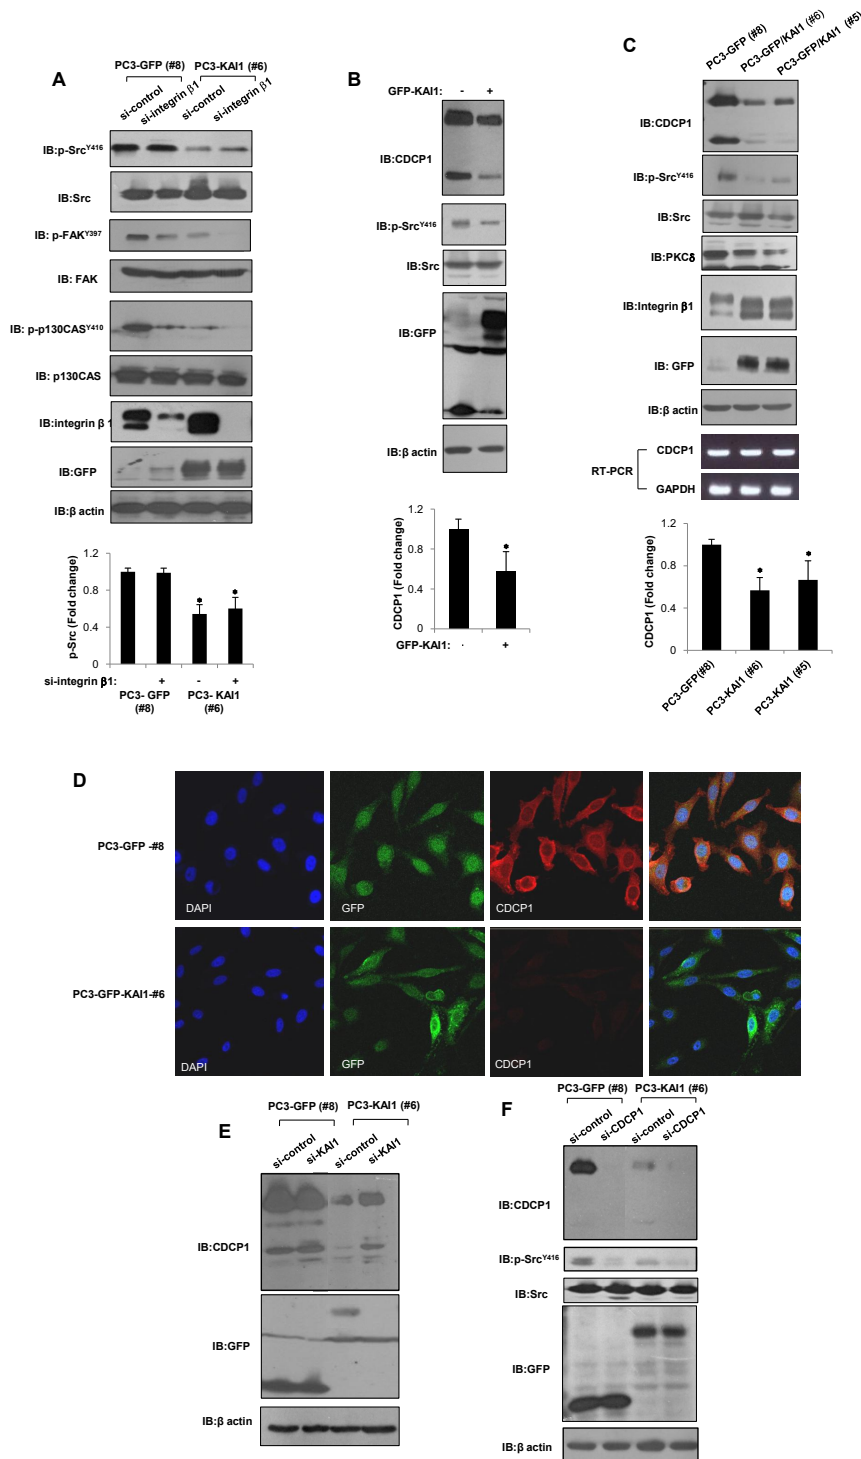 A
PC3-GFP (#8)
PC3-KAI1 (#6)
si-control
si-integrin β1
si-control
si-integrin β1
IB:p-SrcY416
IB:Src
IB: p-FAKY397
IB: FAK
IB: p-p130CASY410
IB: p130CAS
IB:integrin β 1
IB:GFP
IB:β actin
p-Src (Fold change)
1.2
0.8
0.4
0
*
*
si-integrin β1:
+
-
+
PC3- GFP
(#8)
PC3- KAI1
(#6)
B
GFP-KAI1:
-
+
IB:CDCP1
IB:p-SrcY416
IB:Src
IB:GFP
IB:β actin
CDCP1 (Fold change)
1.2
0.8
0.4
0
*
GFP-KAI1:
-
+
C
PC3-GFP (#8)
PC3-GFP/KAI1 (#6)
PC3-GFP/KAI1 (#5)
IB:CDCP1
IB:p-SrcY416
IB:Src
IB:PKCδ
IB:Integrin β1
IB: GFP
IB:β actin
RT-PCR
CDCP1
GAPDH
CDCP1 (Fold change)
1.2
0.8
0.4
0
*
*
PC3-GFP(#8)
PC3-KAI1 (#6)
PC3-KAI1 (#5)
D
PC3-GFP -#8
DAPI
GFP
CDCP1
PC3-GFP-KAI1-#6
DAPI
GFP
CDCP1
E
PC3-GFP (#8)
PC3-KAI1 (#6)
si-control
si-KAI1
si-control
si-KAI1
IB:CDCP1
IB:GFP
IB:β actin
F
PC3-GFP (#8)
PC3-KAI1 (#6)
si-control
si-CDCP1
si-control
si-CDCP1
IB:CDCP1
IB:p-SrcY416
IB:Src
IB:GFP
IB:β actin